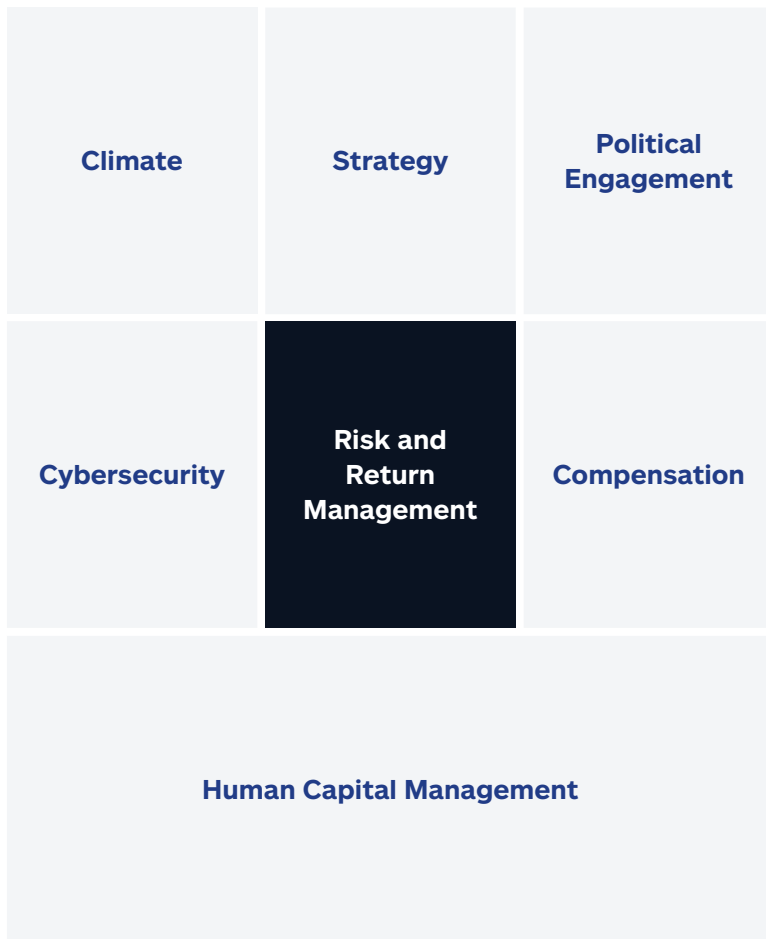 Climate
Strategy
Political
Engagement
Cybersecurity
Risk and
Return
Management
Compensation
Human Capital Management